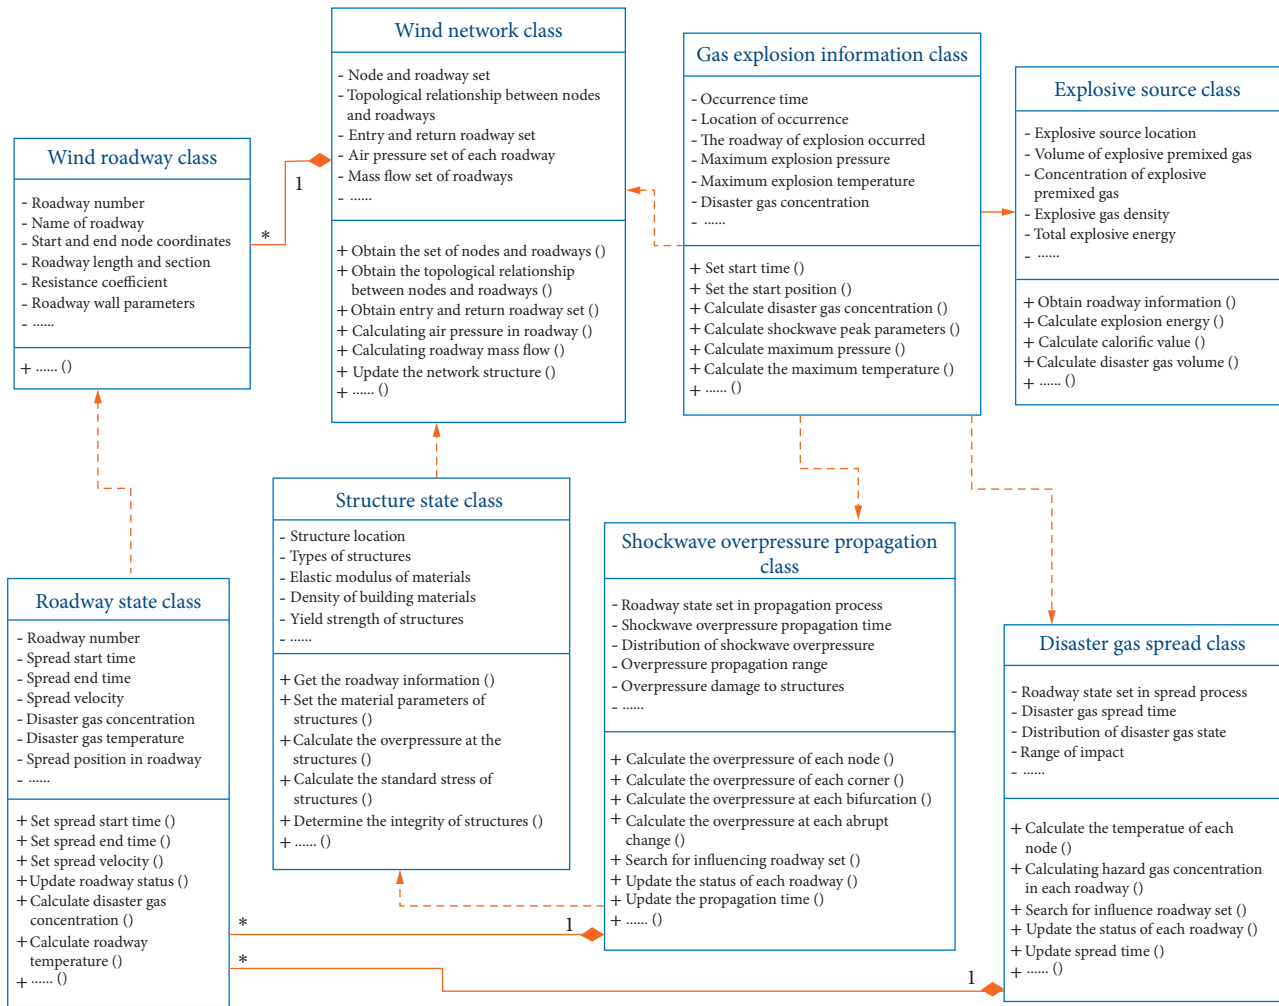 Wind network class
- Node and roadway set
- Topological relationship between nodes
and roadways
- Entry and return roadway set
- Air pressure set of each roadway
- Mass flow set of roadways
- ......
+ Obtain the set of nodes and roadways ()
+ Obtain the topological relationship
between nodes and roadways ()
+ Obtain entry and return roadway set ()
+ Calculating air pressure in roadway ()
+ Calculating roadway mass flow ()
+ Update the network structure ()
+ ...... ()
Gas explosion information class
- Occurrence time
- Location of occurrence
- The roadway of explosion occurred
- Maximum explosion pressure
- Maximum explosion temperature
- Disaster gas concentration
- ......
+ Set start time ()
+ Set the start position ()
+ Calculate disaster gas concentration ()
+ Calculate shockwave peak parameters ()
+ Calculate maximum pressure ()
+ Calculate the maximum temperature ()
+ ...... ()
Explosive source class
- Explosive source location
- Volume of explosive premixed gas
- Concentration of explosive
premixed gas
- Explosive gas density
- Total explosive energy
- ......
+ Obtain roadway information ()
+ Calculate explosion energy ()
+ Calculate calorific value ()
+ Calculate disaster gas volume ()
+ ...... ()
Wind roadway class
- Roadway number
- Name of roadway
- Start and end node coordinates
- Roadway length and section
- Resistance coefficient
- Roadway wall parameters
- ......
+ ...... ()
1
*
Structure state class
- Structure location
- Types of structures
- Elastic modulus of materials
- Density of building materials
- Yield strength of structures
- ......
+ Get the roadway information ()
+ Set the material parameters of
structures ()
+ Calculate the overpressure at the
structures ()
+ Calculate the standard stress of
structures ()
+ Determine the integrity of structures ()
+ ...... ()
Shockwave overpressure propagation
class
- Roadway state set in propagation process
- Shockwave overpressure propagation time
- Distribution of shockwave overpressure
- Overpressure propagation range
- Overpressure damage to structures
- ......
+ Calculate the overpressure of each node ()
+ Calculate the overpressure of each corner ()
+ Calculate the overpressure at each bifurcation ()
+ Calculate the overpressure at each abrupt
change ()
+ Search for influencing roadway set ()
+ Update the status of each roadway ()
+ Update the propagation time ()
+ ...... ()
Roadway state class
- Roadway number
- Spread start time
- Spread end time
- Spread velocity
- Disaster gas concentration
- Disaster gas temperature
- Spread position in roadway
- ......
+ Set spread start time ()
+ Set spread end time ()
+ Set spread velocity ()
+ Update roadway status ()
+ Calculate disaster gas
concentration ()
+ Calculate roadway
temperature ()
+ ...... ()
Disaster gas spread class
- Roadway state set in spread process
- Disaster gas spread time
- Distribution of disaster gas state
- Range of impact
- ......
+ Calculate the temperatue of each
node ()
+ Calculating hazard gas concentration
in each roadway ()
+ Search for influence roadway set ()
+ Update the status of each roadway ()
+ Update spread time ()
+ ...... ()
*
1
*
1